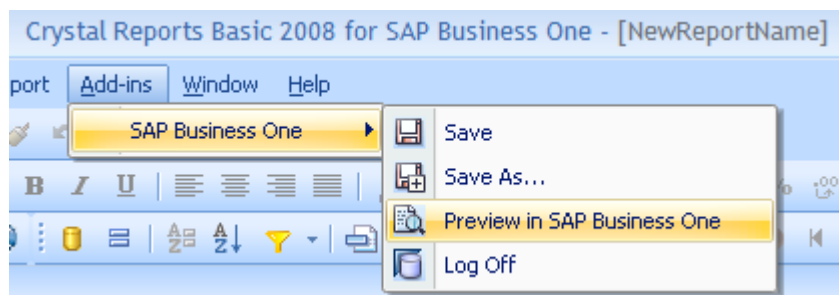 Crystal Reports Basic 2008 for SAP Business One - [NewReportName]
port Add-ins Window Help
SAP Business One
Save
Save As...
Preview in SAP Business One
Log Off
B I U
A Z A Z